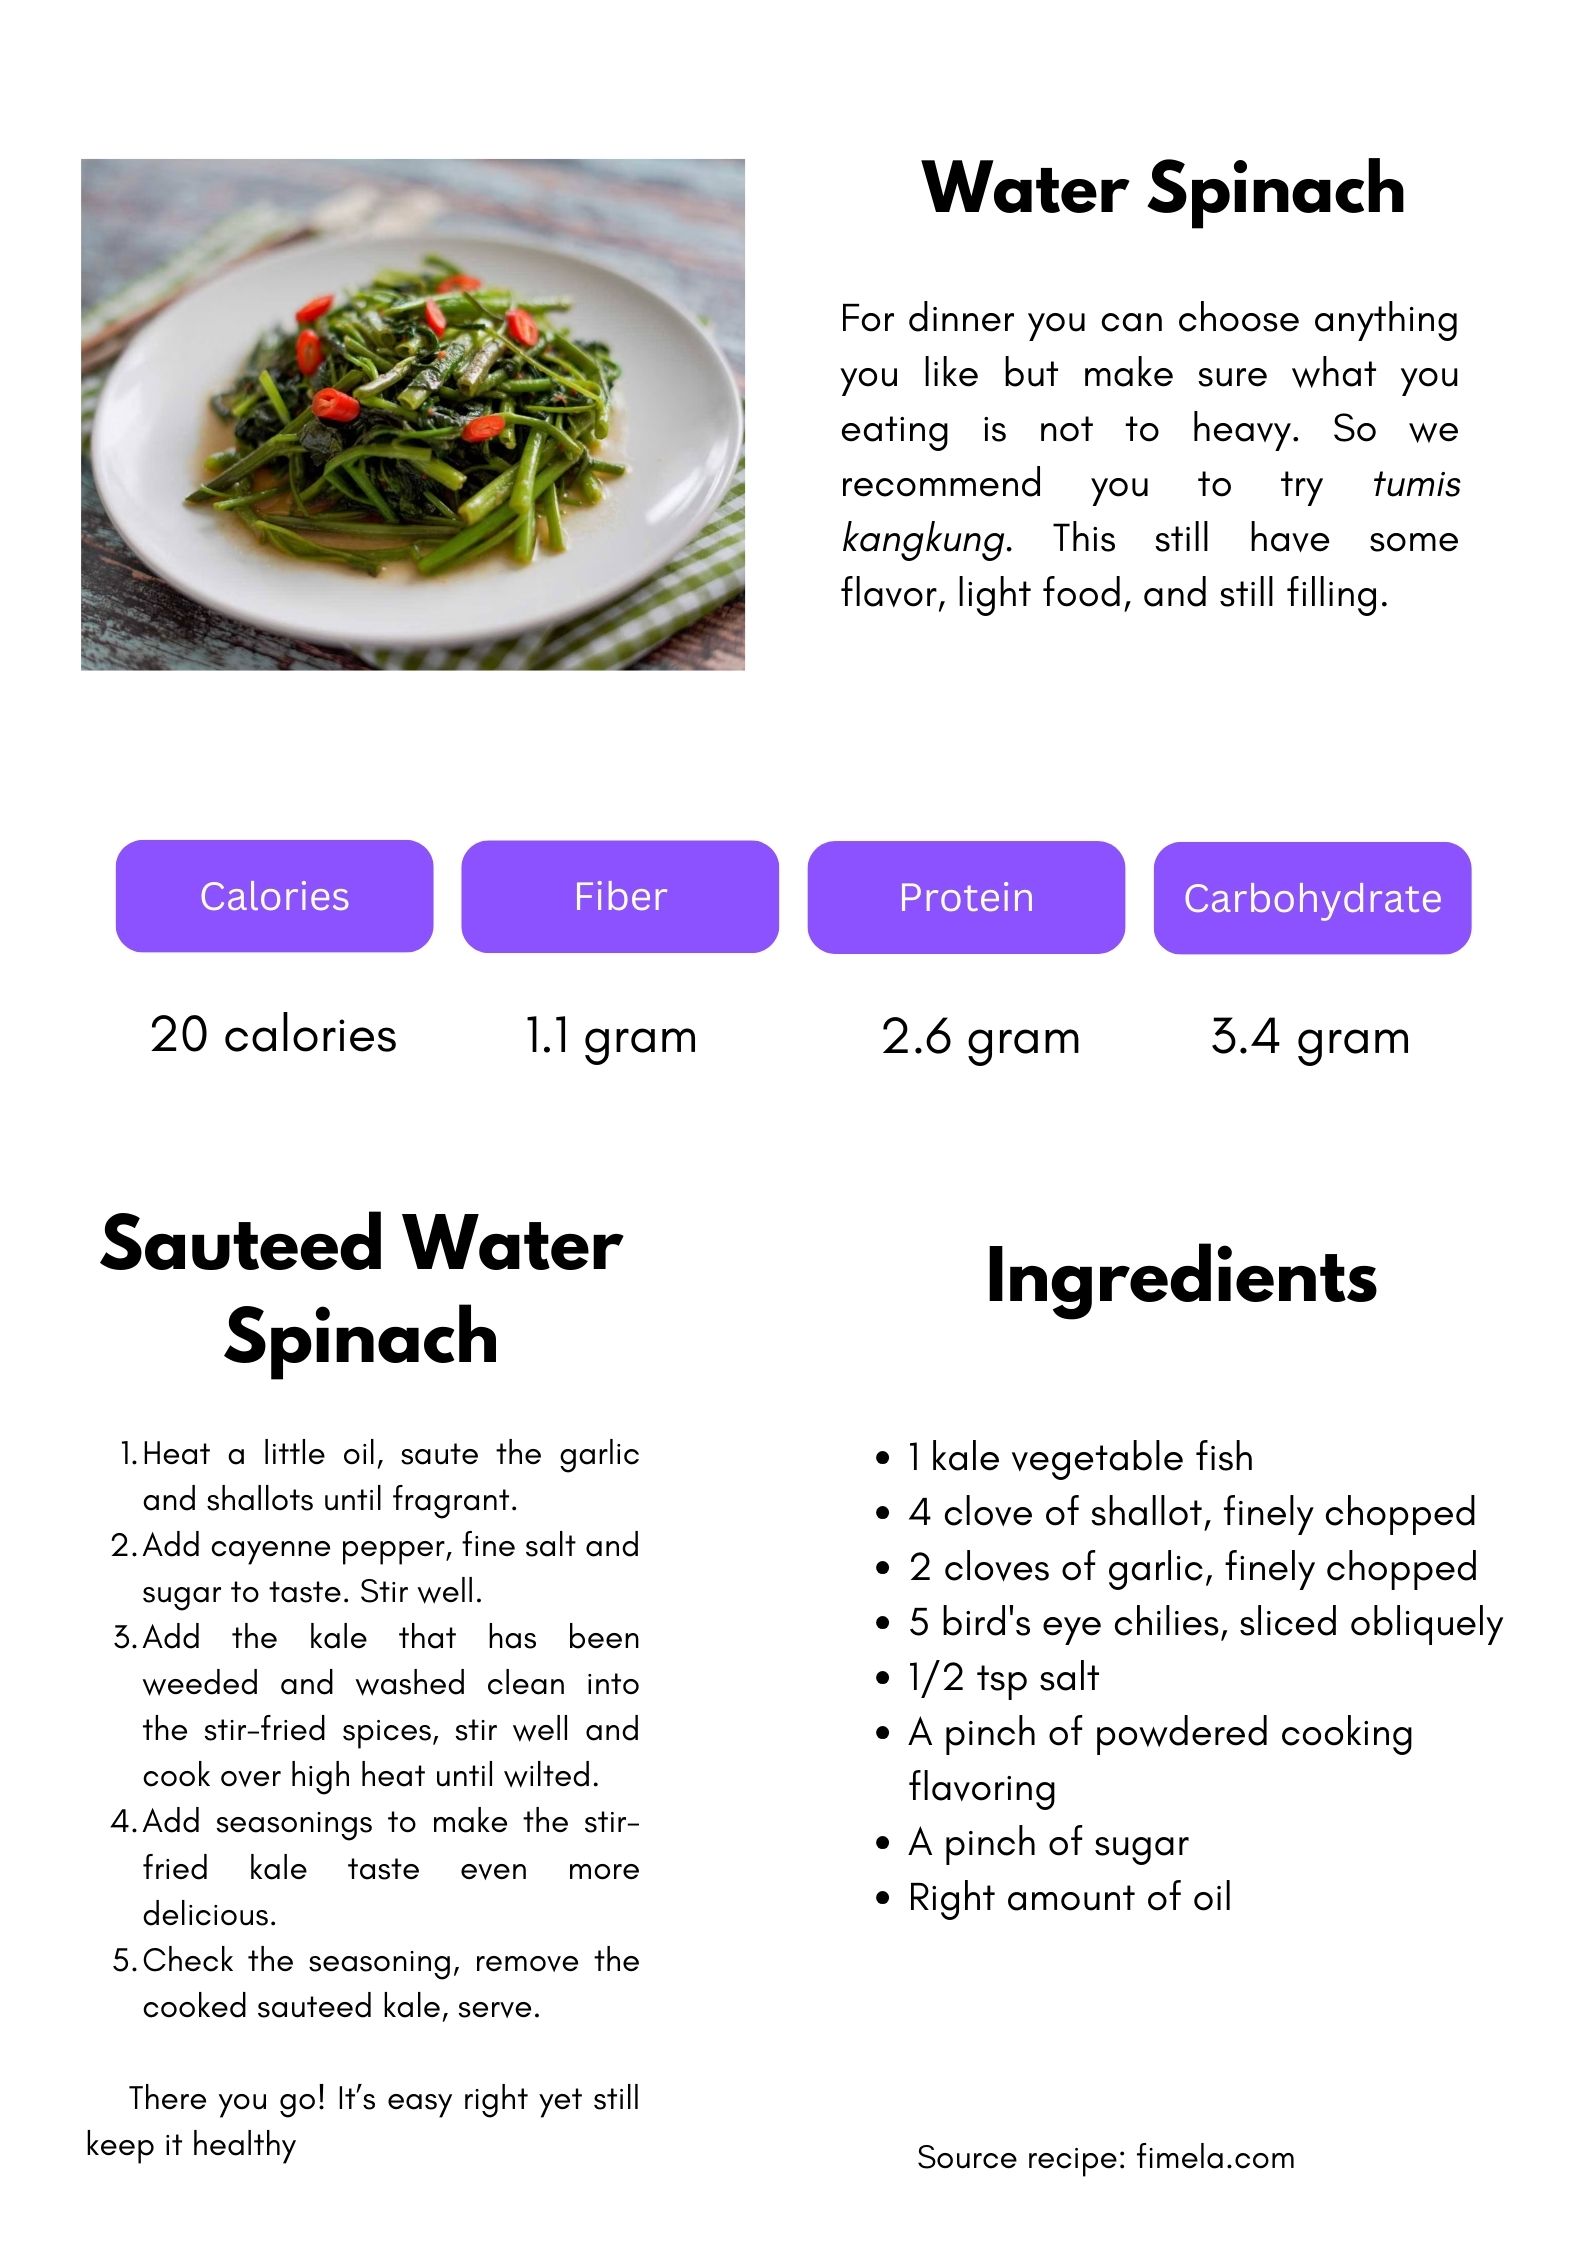 Water Spinach
For dinner you can choose anything
you like but make sure what you
eating is not to heavy. So we
recommend you to try tumis
kangkung. This still have some
flavor, light food, and still filling.
Calories
Fiber
Protein
Carbohydrate
20 calories
1.1 gram
2.6 gram
3.4 gram
Sauteed Water
Spinach
1. Heat a little oil, saute the garlic
and shallots until fragrant.
2. Add cayenne pepper, fine salt and
sugar to taste. Stir well.
3. Add the kale that has been
weeded and washed clean into
the stir-fried spices, stir well and
cook over high heat until wilted.
4. Add seasonings to make the stir-
fried kale taste even more
delicious.
5. Check the seasoning, remove the
cooked sauteed kale, serve.
There you go! It’s easy right yet still
keep it healthy
Ingredients
• 1 kale vegetable fish
• 4 clove of shallot, finely chopped
• 2 cloves of garlic, finely chopped
• 5 bird's eye chilies, sliced obliquely
• 1/2 tsp salt
• A pinch of powdered cooking
flavoring
• A pinch of sugar
• Right amount of oil
Source recipe: fimela.com